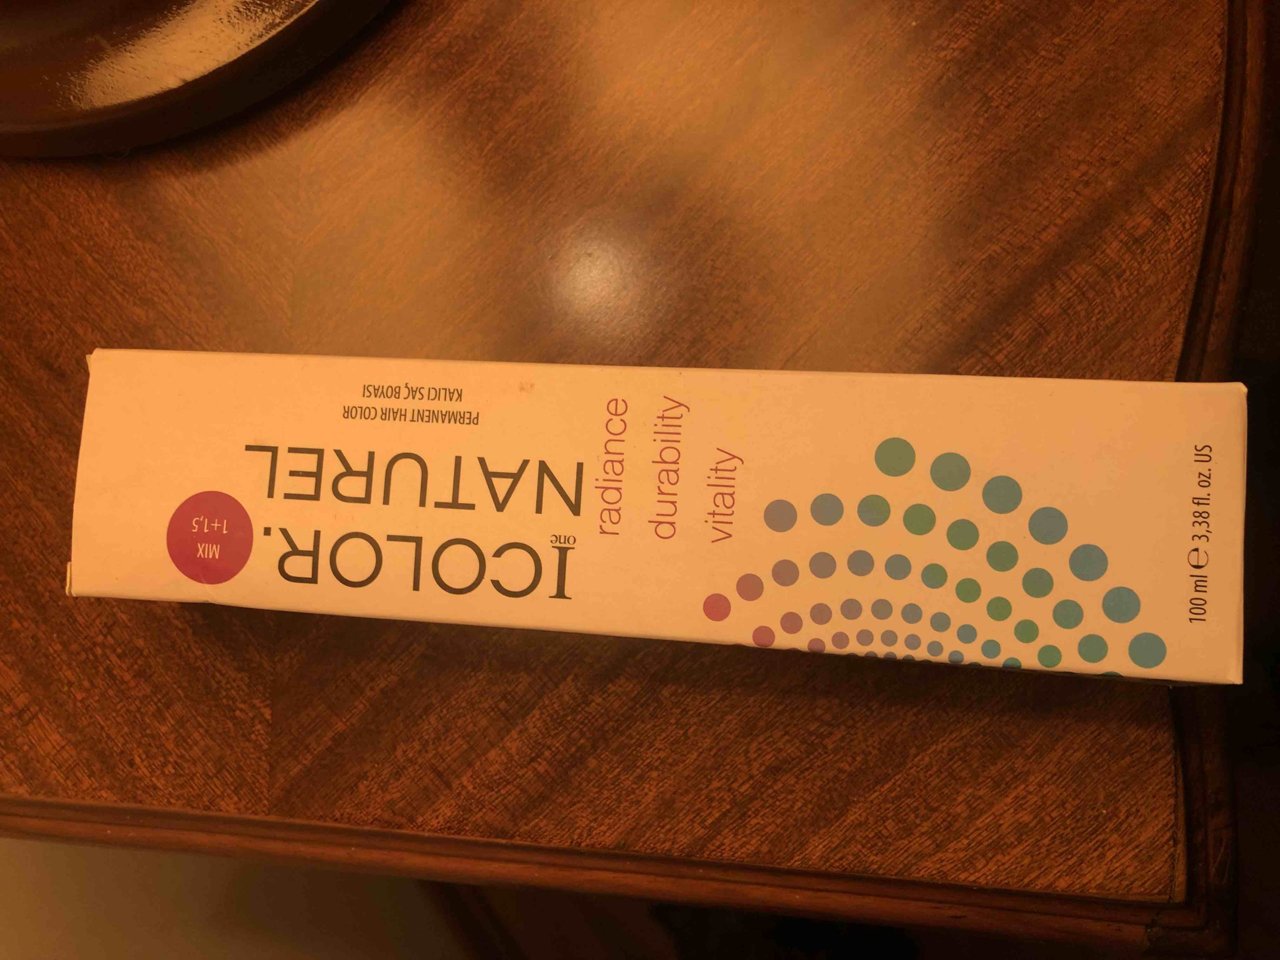 PERMANENT HAIR COLOR
KALICI SAÇ BOYASI
ICOLOR.
one
NATUREL
MIX
1+1,5
radiance
durability
vitality
100 ml e 3,38 fl. oz. US